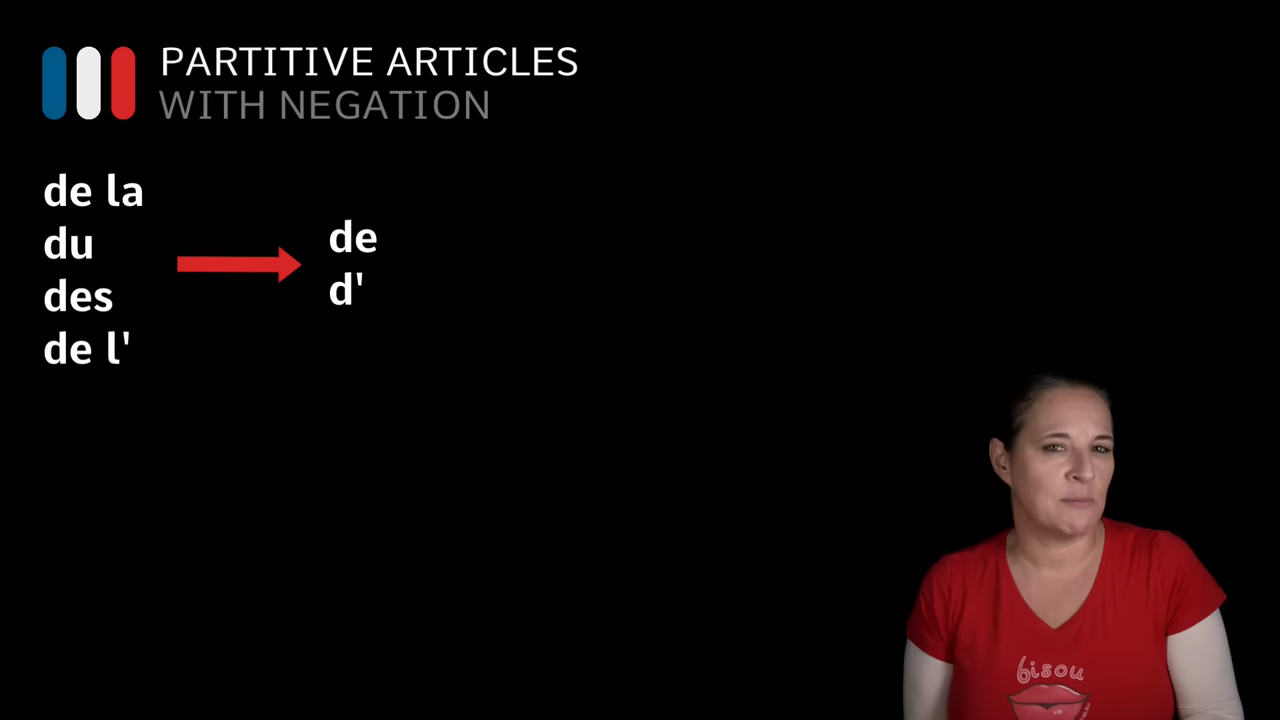 PARTITIVE ARTICLES
WITH NEGATION
de la
du
des
de l'
de
d'
bisou